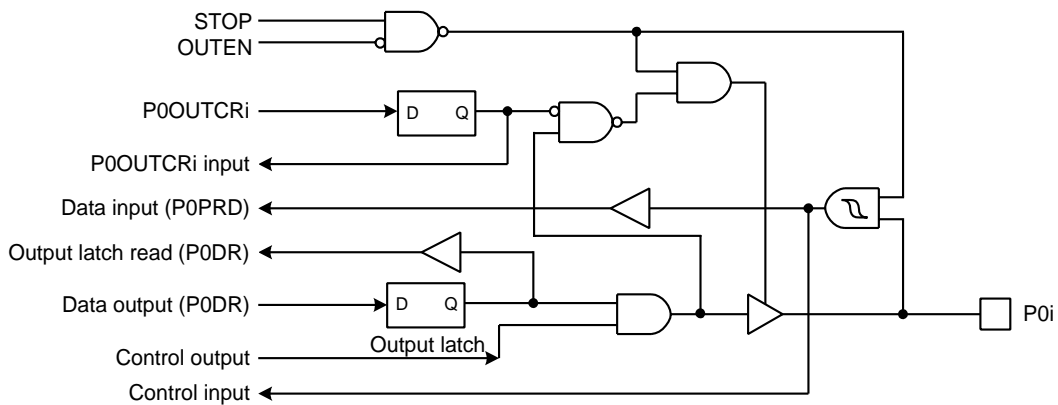 STOP
OUTEN
P0OUTCRi
D Q
P0OUTCRi input
Data input (P0PRD)
Output latch read (P0DR)
Data output (P0DR)
D Q
P0i
Output latch
Control output
Control input